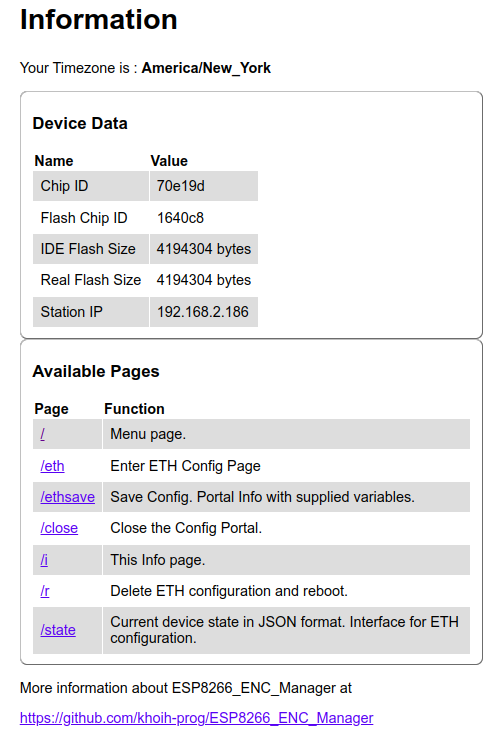 Information
Your Timezone is : America/New_York
Device Data
Name Value
Chip ID 70e19d
Flash Chip ID 1640c8
IDE Flash Size 4194304 bytes
Real Flash Size 4194304 bytes
Station IP 192.168.2.186
Available Pages
Page Function
/ Menu page.
/eth Enter ETH Config Page
/ethsave Save Config. Portal Info with supplied variables.
/close Close the Config Portal.
/i This Info page.
/r Delete ETH configuration and reboot.
/state Current device state in JSON format. Interface for ETH
configuration.
More information about ESP8266_ENC_Manager at
https://github.com/khoih-prog/ESP8266_ENC_Manager